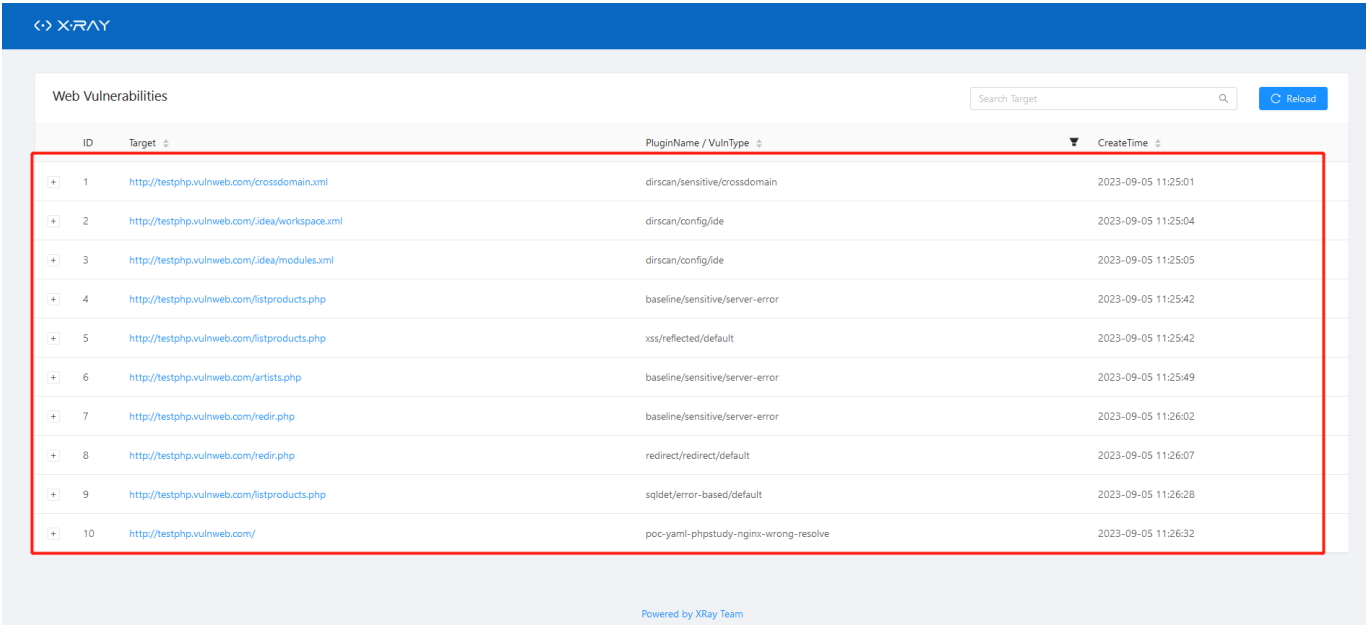 X-RAY
Web Vulnerabilities Search Target Reload
ID Target PluginName / VulnType CreateTime
+ 1 http://testphp.vulnweb.com/crossdomain.xml dirscan/sensitive/crossdomain 2023-09-05 11:25:01
+ 2 http://testphp.vulnweb.com/.idea/workspace.xml dirscan/config/ide 2023-09-05 11:25:04
+ 3 http://testphp.vulnweb.com/.idea/modules.xml dirscan/config/ide 2023-09-05 11:25:05
+ 4 http://testphp.vulnweb.com/listproducts.php baseline/sensitive/server-error 2023-09-05 11:25:42
+ 5 http://testphp.vulnweb.com/listproducts.php xss/reflected/default 2023-09-05 11:25:42
+ 6 http://testphp.vulnweb.com/artists.php baseline/sensitive/server-error 2023-09-05 11:25:49
+ 7 http://testphp.vulnweb.com/redir.php baseline/sensitive/server-error 2023-09-05 11:26:02
+ 8 http://testphp.vulnweb.com/redir.php redirect/redirect/default 2023-09-05 11:26:07
+ 9 http://testphp.vulnweb.com/listproducts.php sqldet/error-based/default 2023-09-05 11:26:28
+ 10 http://testphp.vulnweb.com/ poc-yaml-phpstudy-nginx-wrong-resolve 2023-09-05 11:26:32
Powered by XRay Team